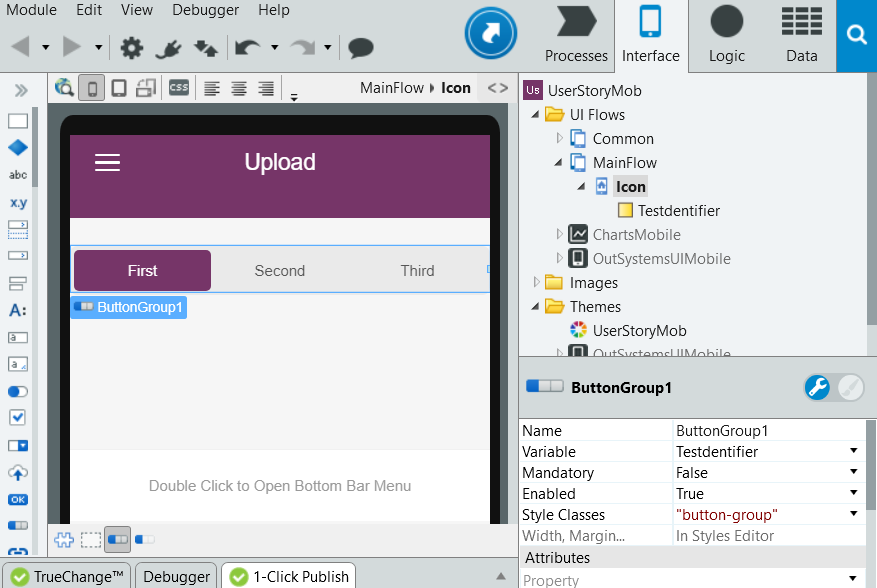 Module Edit View Debugger Help
Processes Interface Logic Data
css MainFlow Icon <>
abc
x.y
A:
a
a
OK
Upload
First Second Third
ButtonGroup1
Double Click to Open Bottom Bar Menu
TrueChange™ Debugger 1-Click Publish
Us UserStoryMob
UI Flows
Common
MainFlow
Icon
Testdentifier
ChartsMobile
OutSystemsUIMobile
Images
Themes
UserStoryMob
OutSystemsUIMobile
ButtonGroup1
Name ButtonGroup1
Variable Testdentifier
Mandatory False
Enabled True
Style Classes "button-group"
Width, Margin... In Styles Editor
Attributes
Property